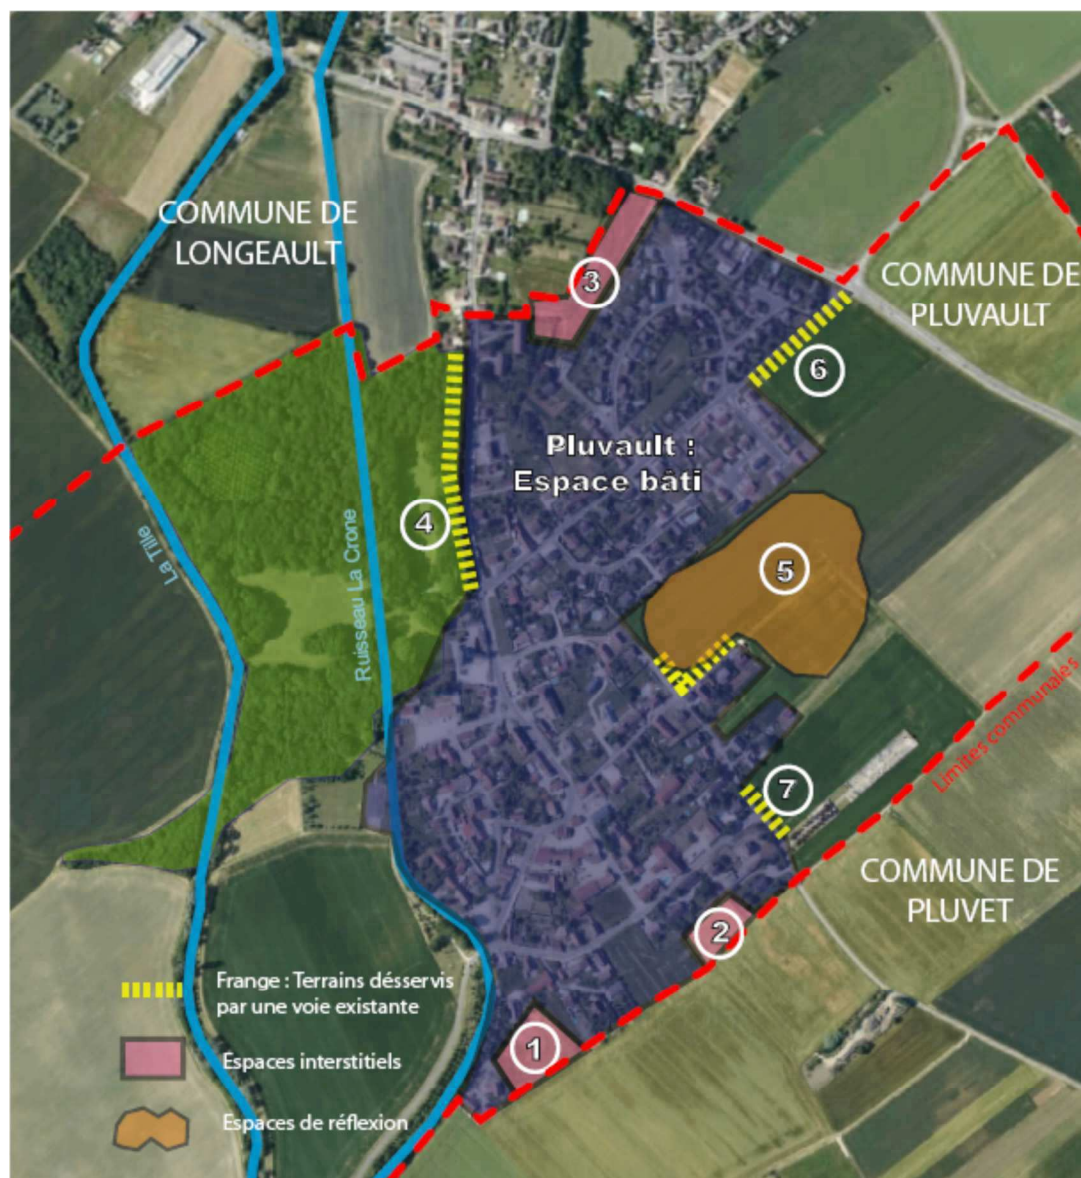 COMMUNE DE
LONGEAULT
COMMUNE DE
PLUVAULT
3
6
Pluvault :
Espace bâti
4
5
La Tille
Ruisseau La Crone
Limites communales
7
COMMUNE DE
PLUVET
2
1
Frange : Terrains désservis
par une voie existante
Espaces interstitiels
Espaces de réflexion